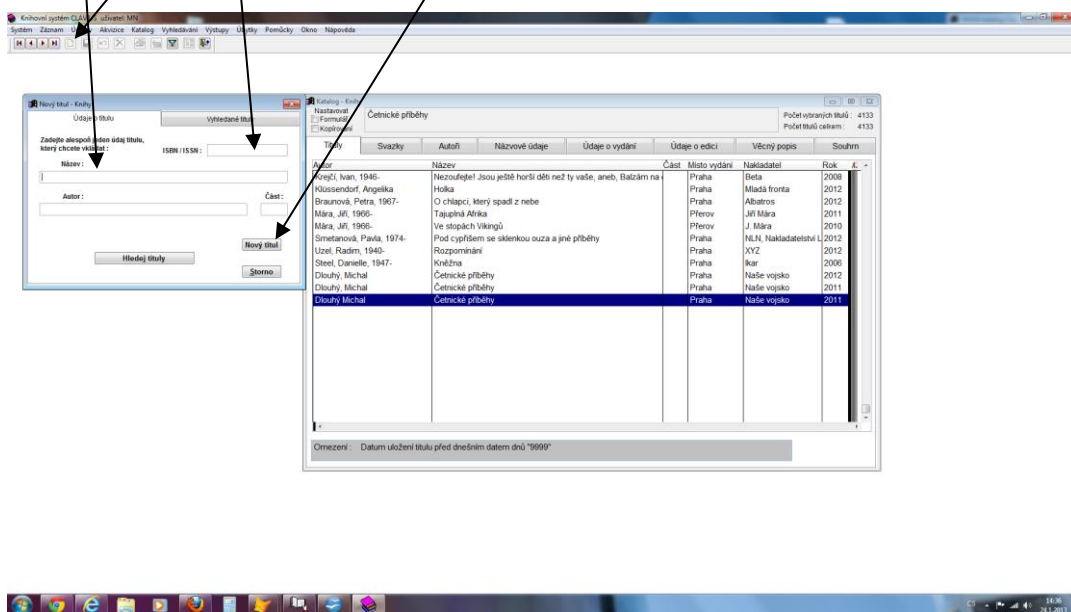 Knihovní systém CLAVIUS uživatel: MN
Systém Záznam Akvizice Katalog Vyhledávání Výstupy Úbytky Pomůcky Okno Nápověda
Nový titul - Knihy
Údaje o titulu Vyhledané tituly
Zadejte alespoň jeden údaj titulu,
který chcete vkládat :
ISBN / ISSN :
Název :
Autor : Část :
Nový titul
Hledej tituly
Storno
Katalog - Knihy
Nastavovat
Formulář
Kopírování
Četnické příběhy
Počet vybraných titulů : 4133
Počet titulů celkem : 4133
Tituly Svazky Autoři Názvové údaje Údaje o vydání Údaje o edici Věcný popis Souhrn
Autor Název Část Místo vydání Nakladatel Rok
Krejčí, Ivan, 1946- Nezoufejte! Jsou ještě horší děti než ty vaše, aneb, Balzám na Praha Beta 2008
Klüssendorf, Angelika Holka Praha Mladá fronta 2012
Braunová, Petra, 1967- O chlapci, který spadl z nebe Praha Albatros 2012
Mára, Jiří, 1966- Tajuplná Afrika Přerov Jiří Mára 2011
Mára, Jiří, 1966- Ve stopách Vikingů Přerov J. Mára 2010
Smetanová, Pavla, 1974- Pod cypřišem se sklenkou ouza a jiné příběhy Praha NLN, Nakladatelství L 2012
Uzel, Radim, 1940- Rozpomínání Praha XYZ 2012
Steel, Danielle, 1947- Kněžna Praha Ikar 2006
Dlouhý, Michal Četnické příběhy Praha Naše vojsko 2012
Dlouhý, Michal Četnické příběhy Praha Naše vojsko 2011
Dlouhý Michal Četnické příběhy Praha Naše vojsko 2011
Omezení : Datum uložení titulu před dnešním datem dnů "9999"
CS 14:36
24.1.2013